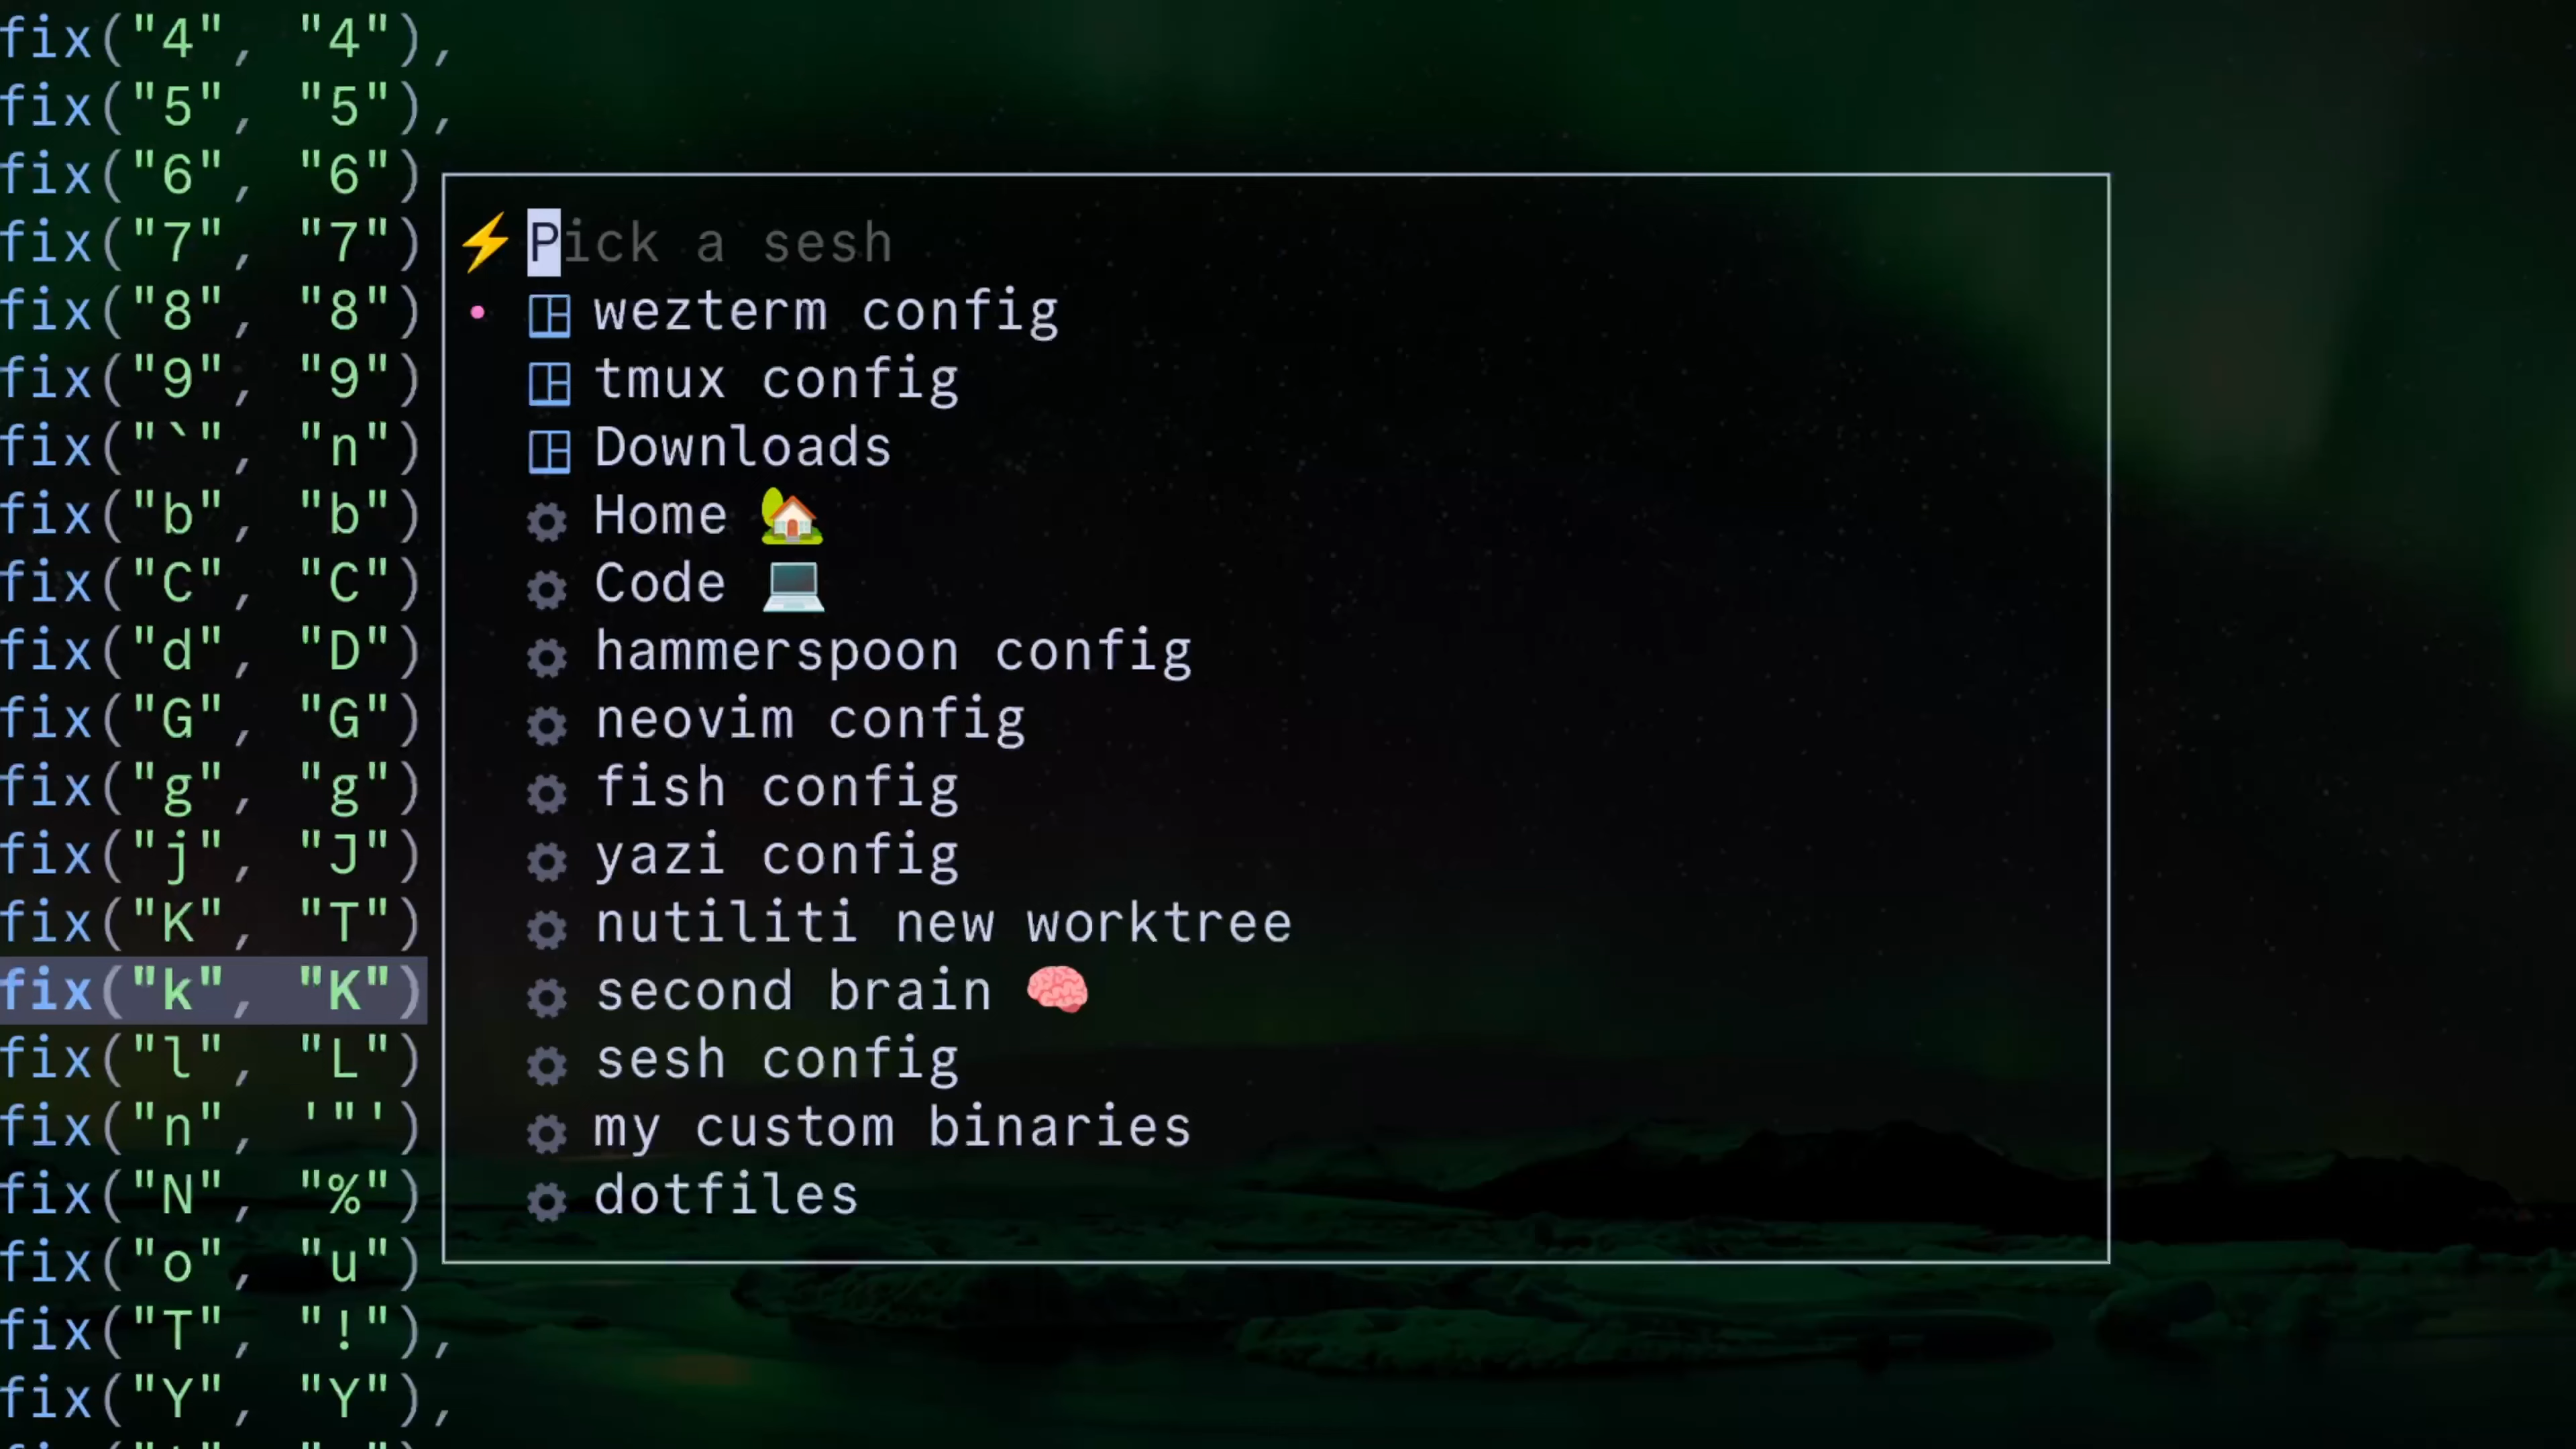 fix("4", "4"),
fix("5", "5"),
fix("6", "6")
fix("7", "7") ⚡ Pick a sesh
fix("8", "8") • wezterm config
fix("9", "9") tmux config
fix("`", "n") Downloads
fix("b", "b") Home 🏡
fix("C", "C") Code 💻
fix("d", "D") hammerspoon config
fix("G", "G") neovim config
fix("g", "g") fish config
fix("j", "J") yazi config
fix("K", "T") nutiliti new worktree
fix("k", "K") second brain 🧠
fix("l", "L") sesh config
fix("n", '"') my custom binaries
fix("N", "%") dotfiles
fix("o", "u")
fix("T", "!"),
fix("Y", "Y"),